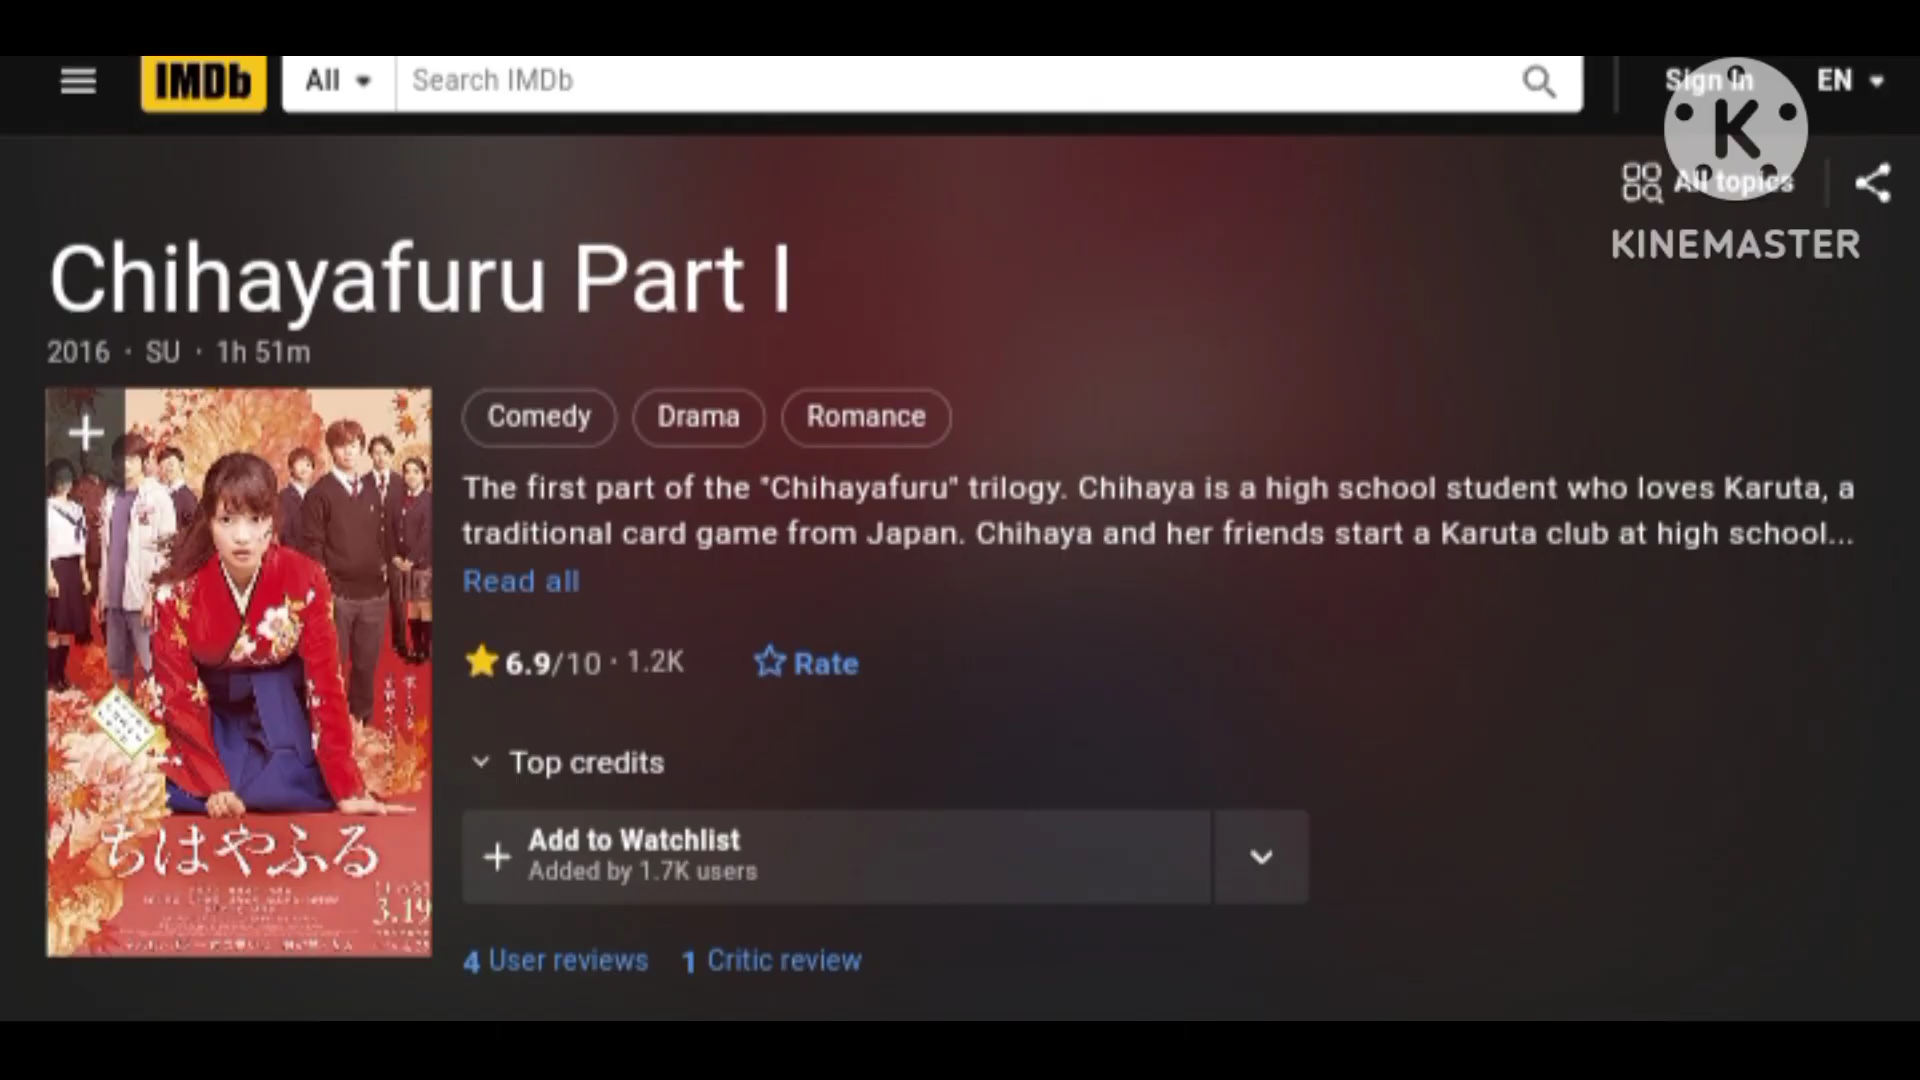 IMDb All Search IMDb Sign In EN
All topics
K
KINEMASTER
Chihayafuru Part I
2016 · SU · 1h 51m
Comedy Drama Romance
The first part of the "Chihayafuru" trilogy. Chihaya is a high school student who loves Karuta, a
traditional card game from Japan. Chihaya and her friends start a Karuta club at high school...
Read all
6.9/10 · 1.2K Rate
Top credits
Add to Watchlist
Added by 1.7K users
4 User reviews 1 Critic review
ちはやふる
3.19